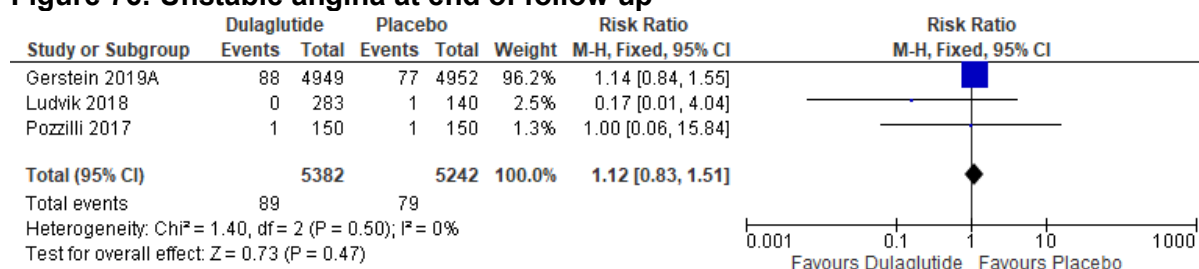 Figure 76: Unstable angina at end of follow-up
Dulaglutide Placebo Risk Ratio Risk Ratio
Study or Subgroup Events Total Events Total Weight M-H, Fixed, 95% CI M-H, Fixed, 95% CI
Gerstein 2019A 88 4949 77 4952 96.2% 1.14 [0.84, 1.55]
Ludvik 2018 0 283 1 140 2.5% 0.17 [0.01, 4.04]
Pozzilli 2017 1 150 1 150 1.3% 1.00 [0.06, 15.84]
Total (95% CI) 5382 5242 100.0% 1.12 [0.83, 1.51]
Total events 89 79
Heterogeneity: Chi² = 1.40, df = 2 (P = 0.50); I² = 0%
Test for overall effect: Z = 0.73 (P = 0.47)
0.001 0.1 1 10 1000
Favours Dulaglutide Favours Placebo